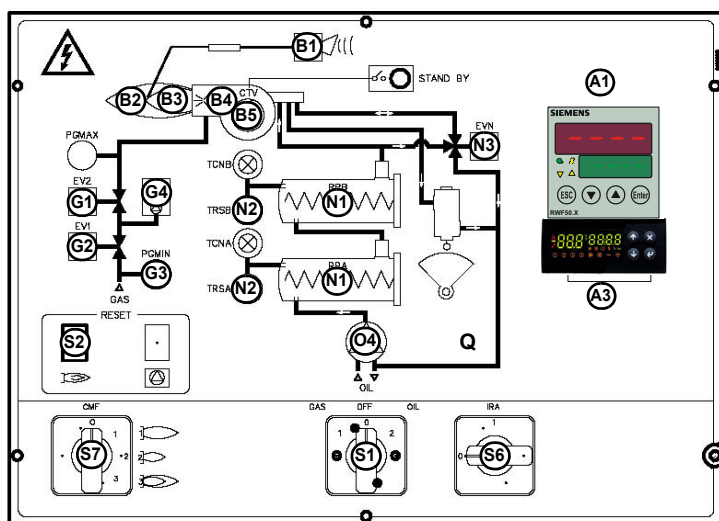 B1
CTV
B2
B3
B4
B5
STAND BY
A1
SIEMENS
ESC
Enter
RWF50.X
A3
PGMAX
EV2
G1
G4
EV1
G2
PGMIN
G3
GAS
TCNB
TRSB
N2
N1
TCNA
TRSA
N2
N1
EVN
N3
O4
OIL
Q
RESET
S2
CMF
0
1
2
3
S7
GAS
OFF
OIL
0
1
2
S1
IRA
1
0
S6